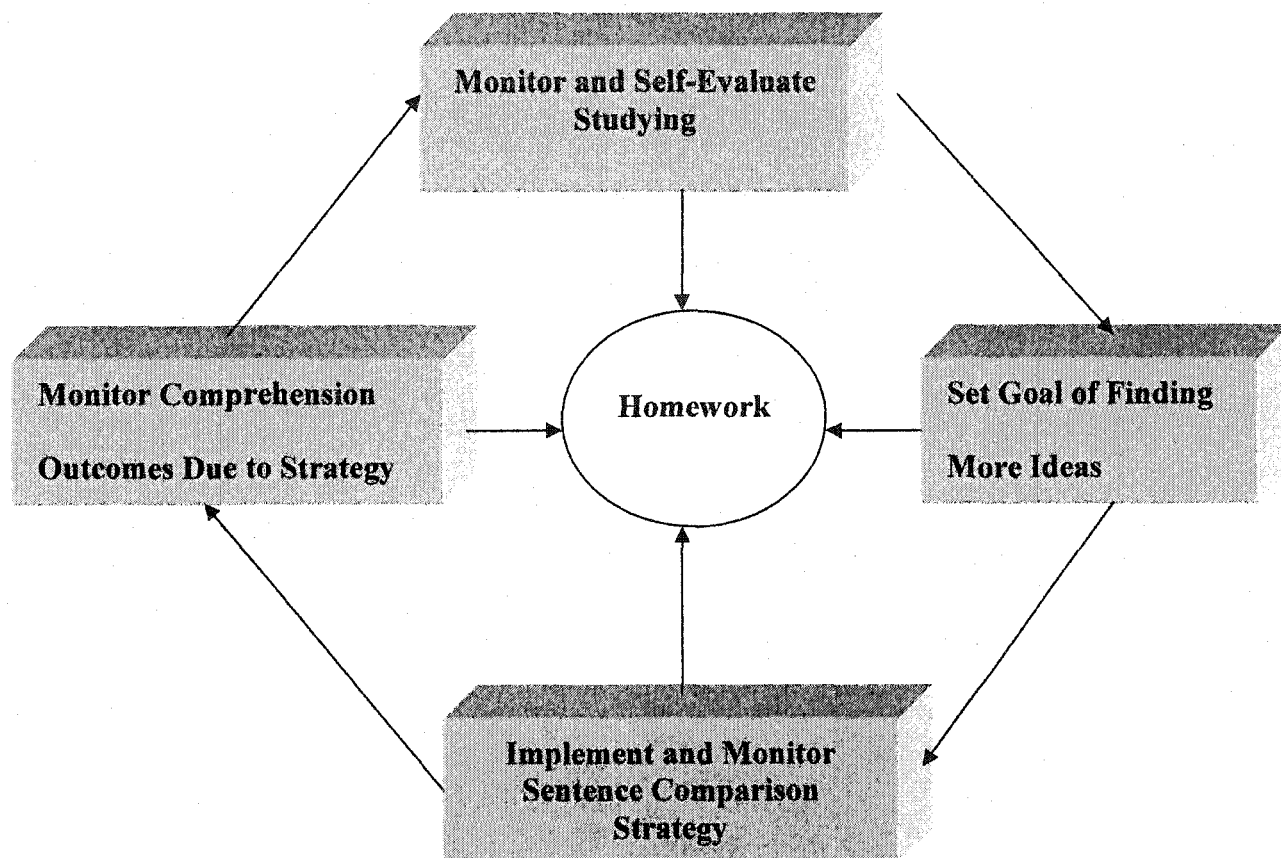 Monitor and Self-Evaluate
Studying
Monitor Comprehension
Outcomes Due to Strategy
Homework
Set Goal of Finding
More Ideas
Implement and Monitor
Sentence Comparison
Strategy